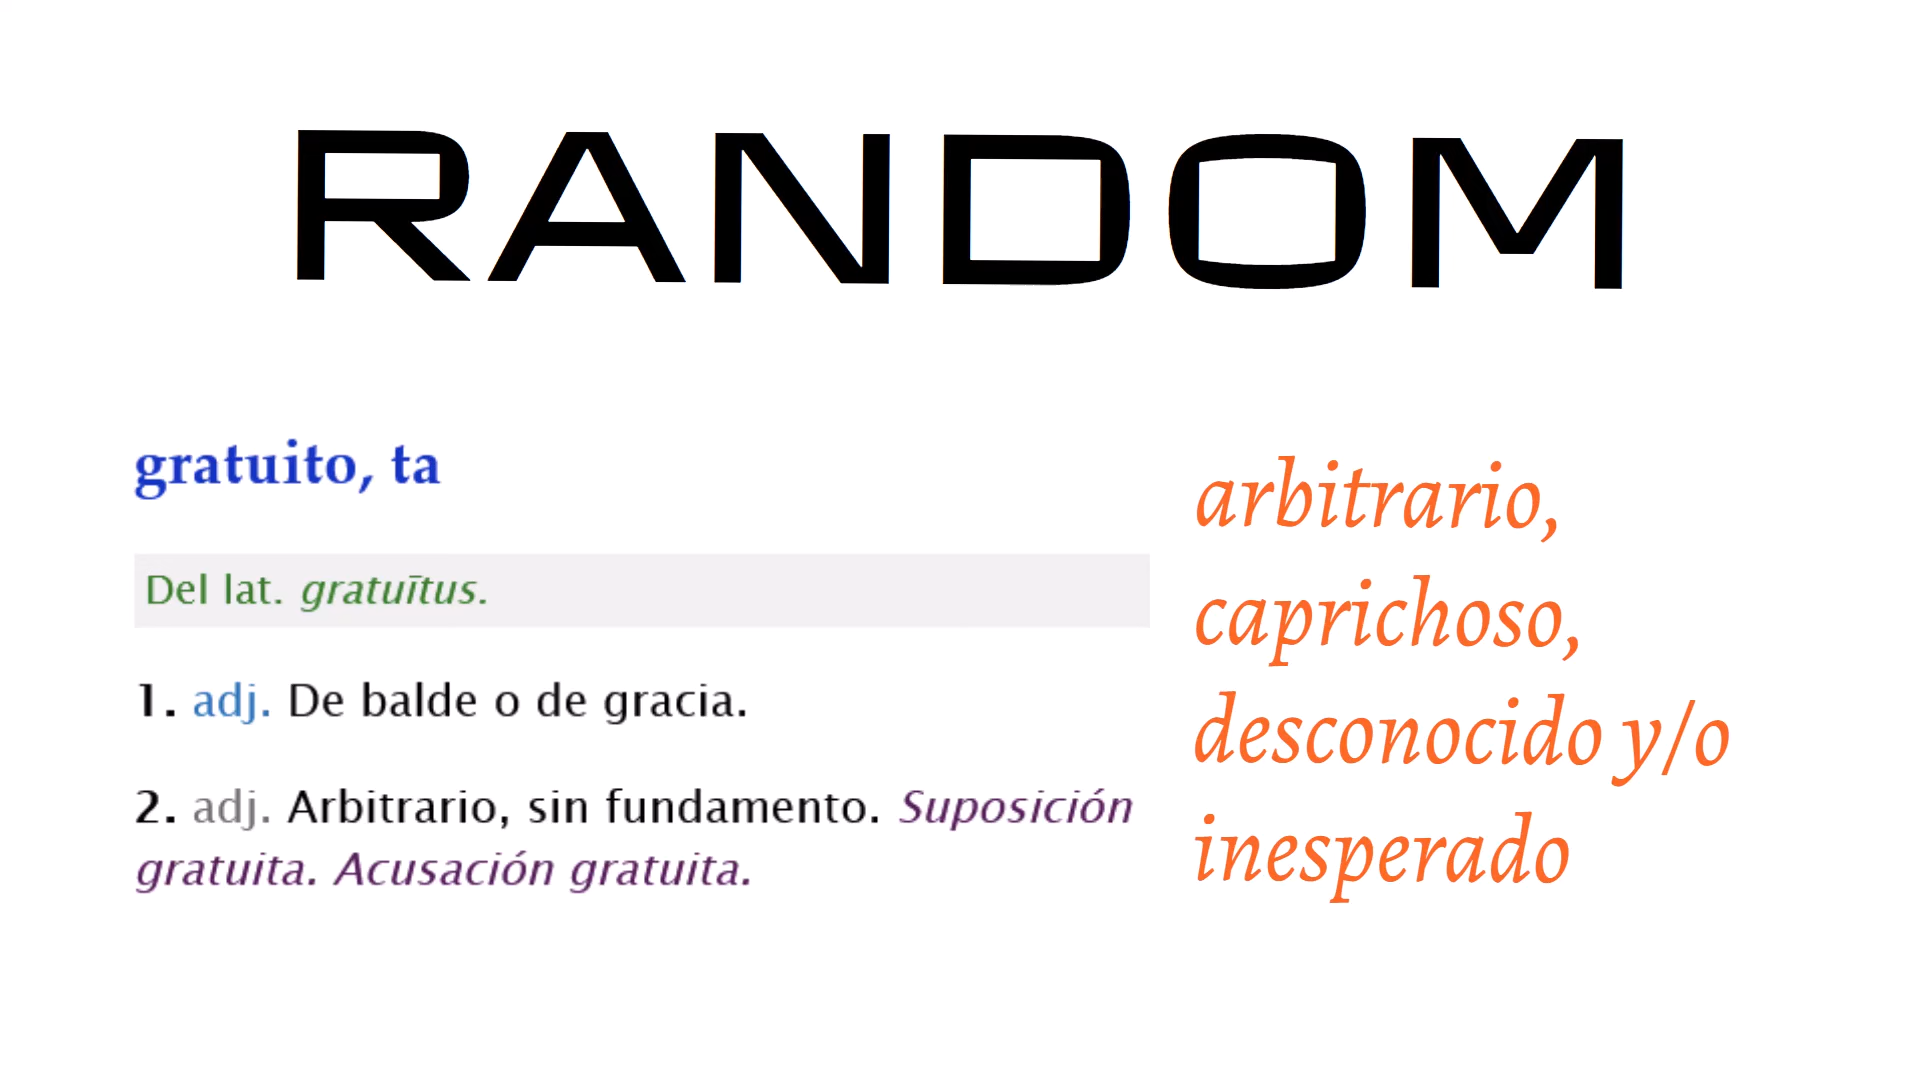 RANDOM
gratuito, ta
Del lat. gratuītus.
1. adj. De balde o de gracia.
2. adj. Arbitrario, sin fundamento. Suposición
gratuita. Acusación gratuita.
arbitrario,
caprichoso,
desconocido y/o
inesperado